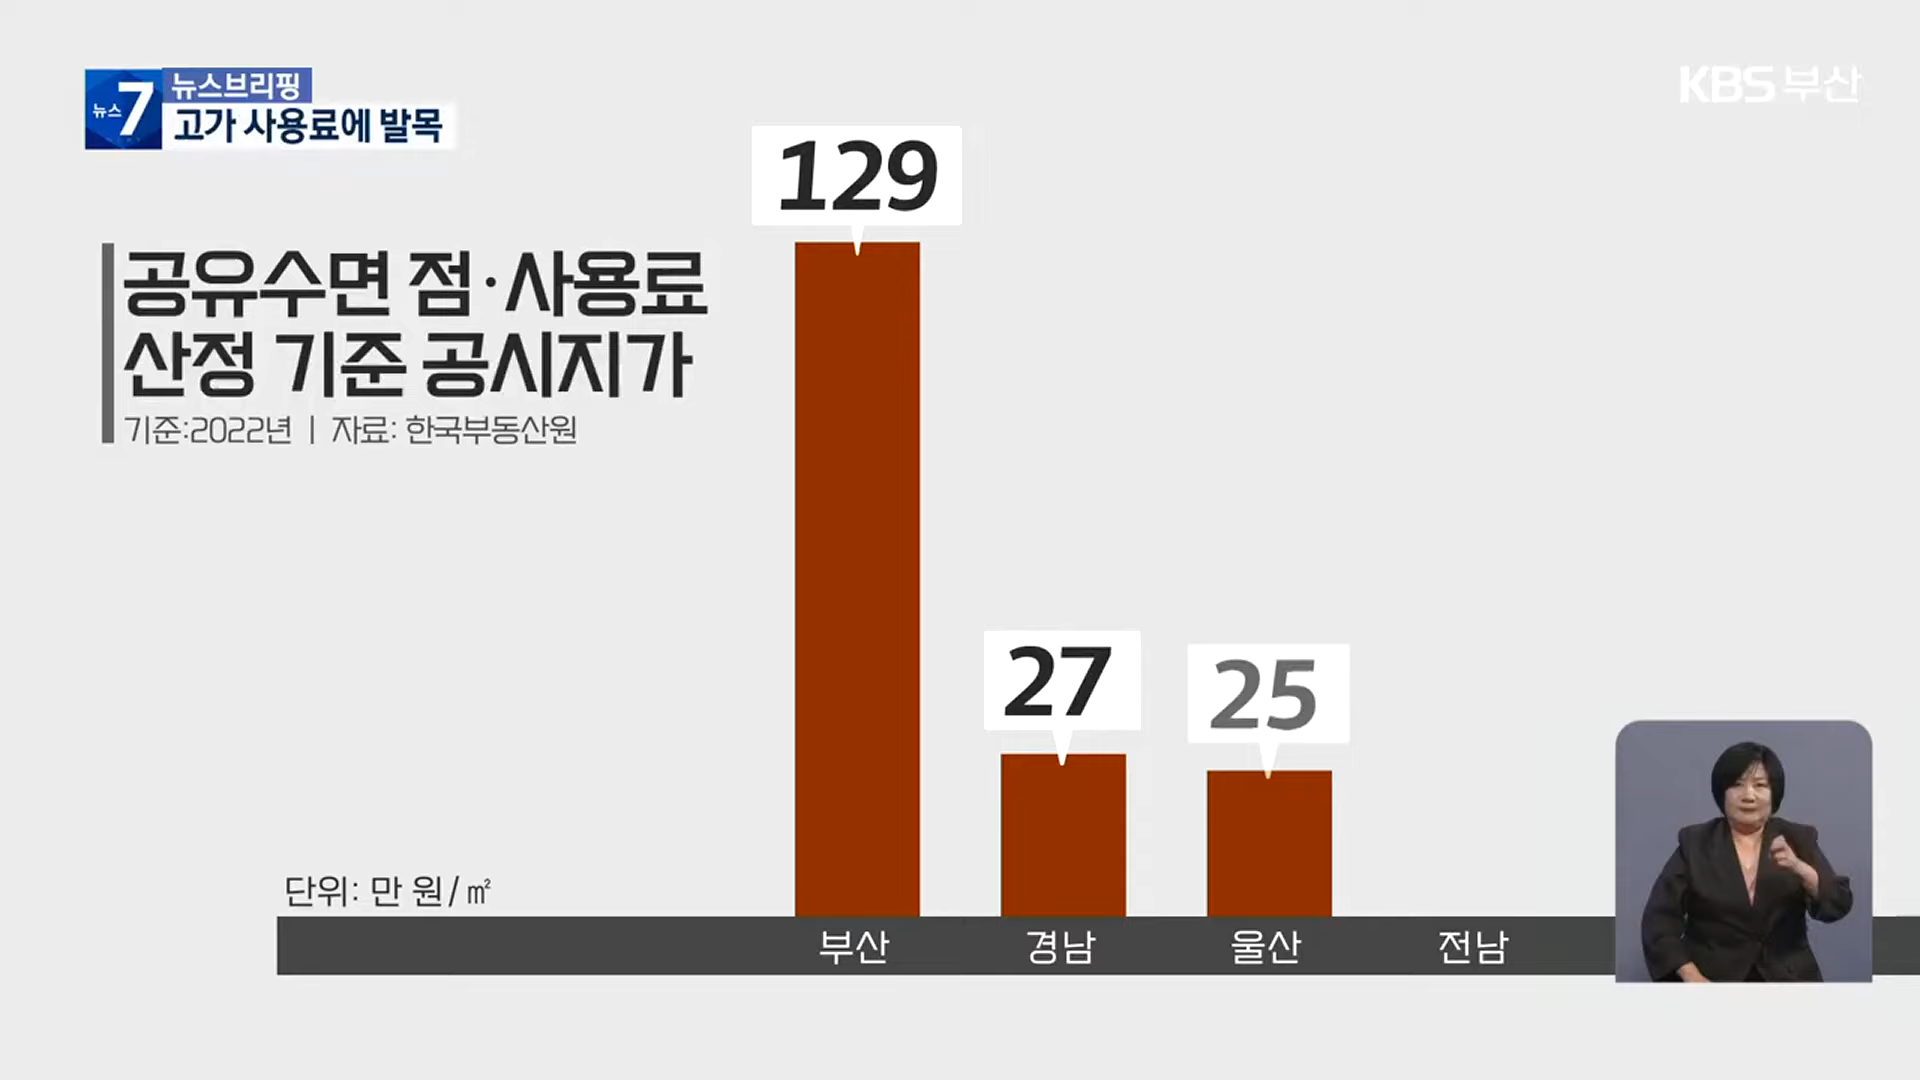 뉴스 7
뉴스브리핑
고가 사용료에 발목
KBS 부산
공유수면 점·사용료
산정 기준 공시지가
기준:2022년 | 자료: 한국부동산원
129
27
25
단위: 만 원/㎡
부산
경남
울산
전남